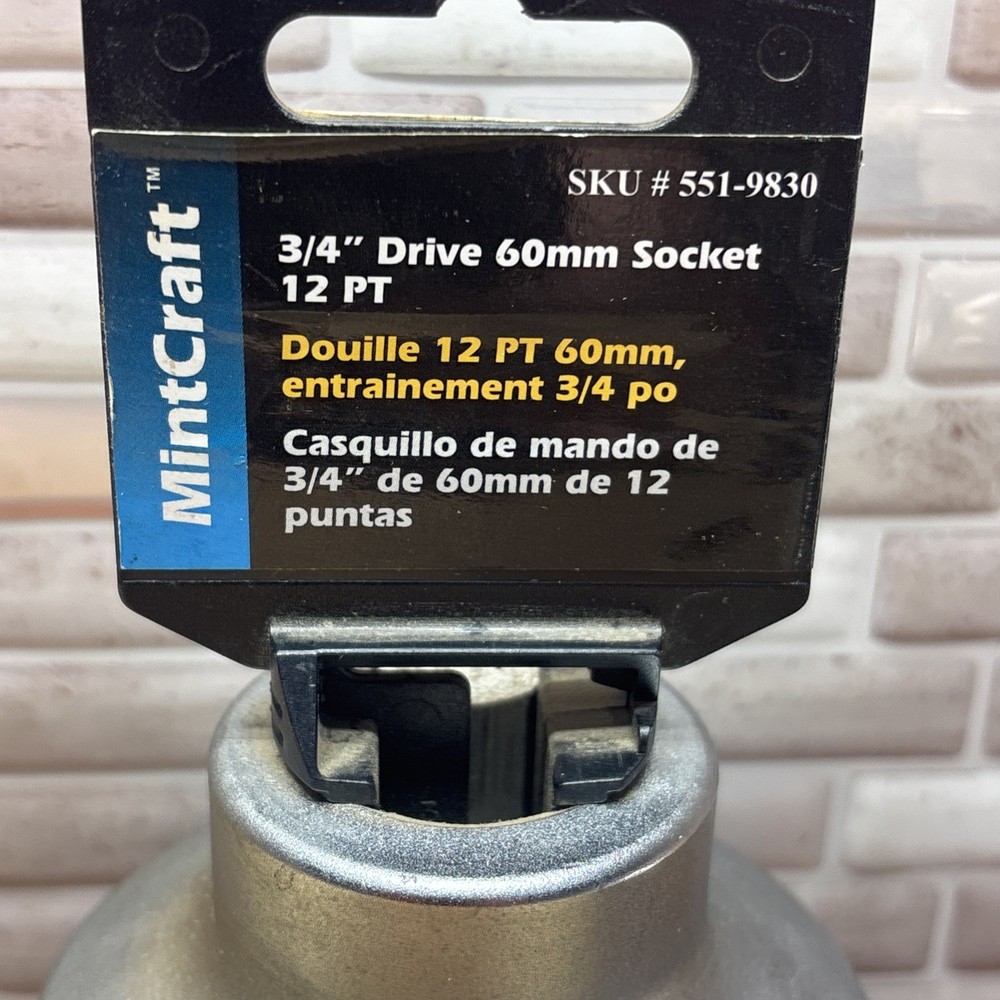 MintCraft™
SKU # 551-9830
3/4” Drive 60mm Socket
12 PT
Douille 12 PT 60mm,
entrainement 3/4 po
Casquillo de mando de
3/4” de 60mm de 12
puntas